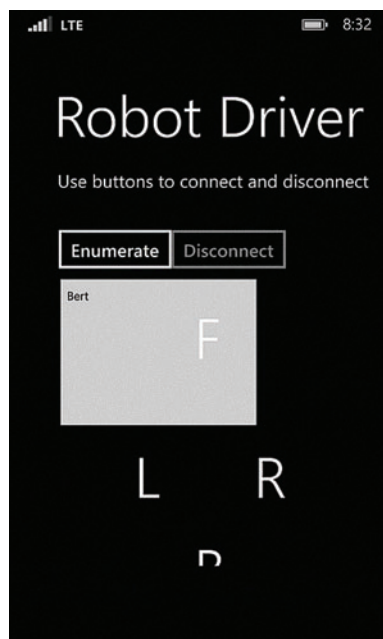 LTE 8:32
Robot Driver
Use buttons to connect and disconnect
Enumerate Disconnect
Bert
F
L R